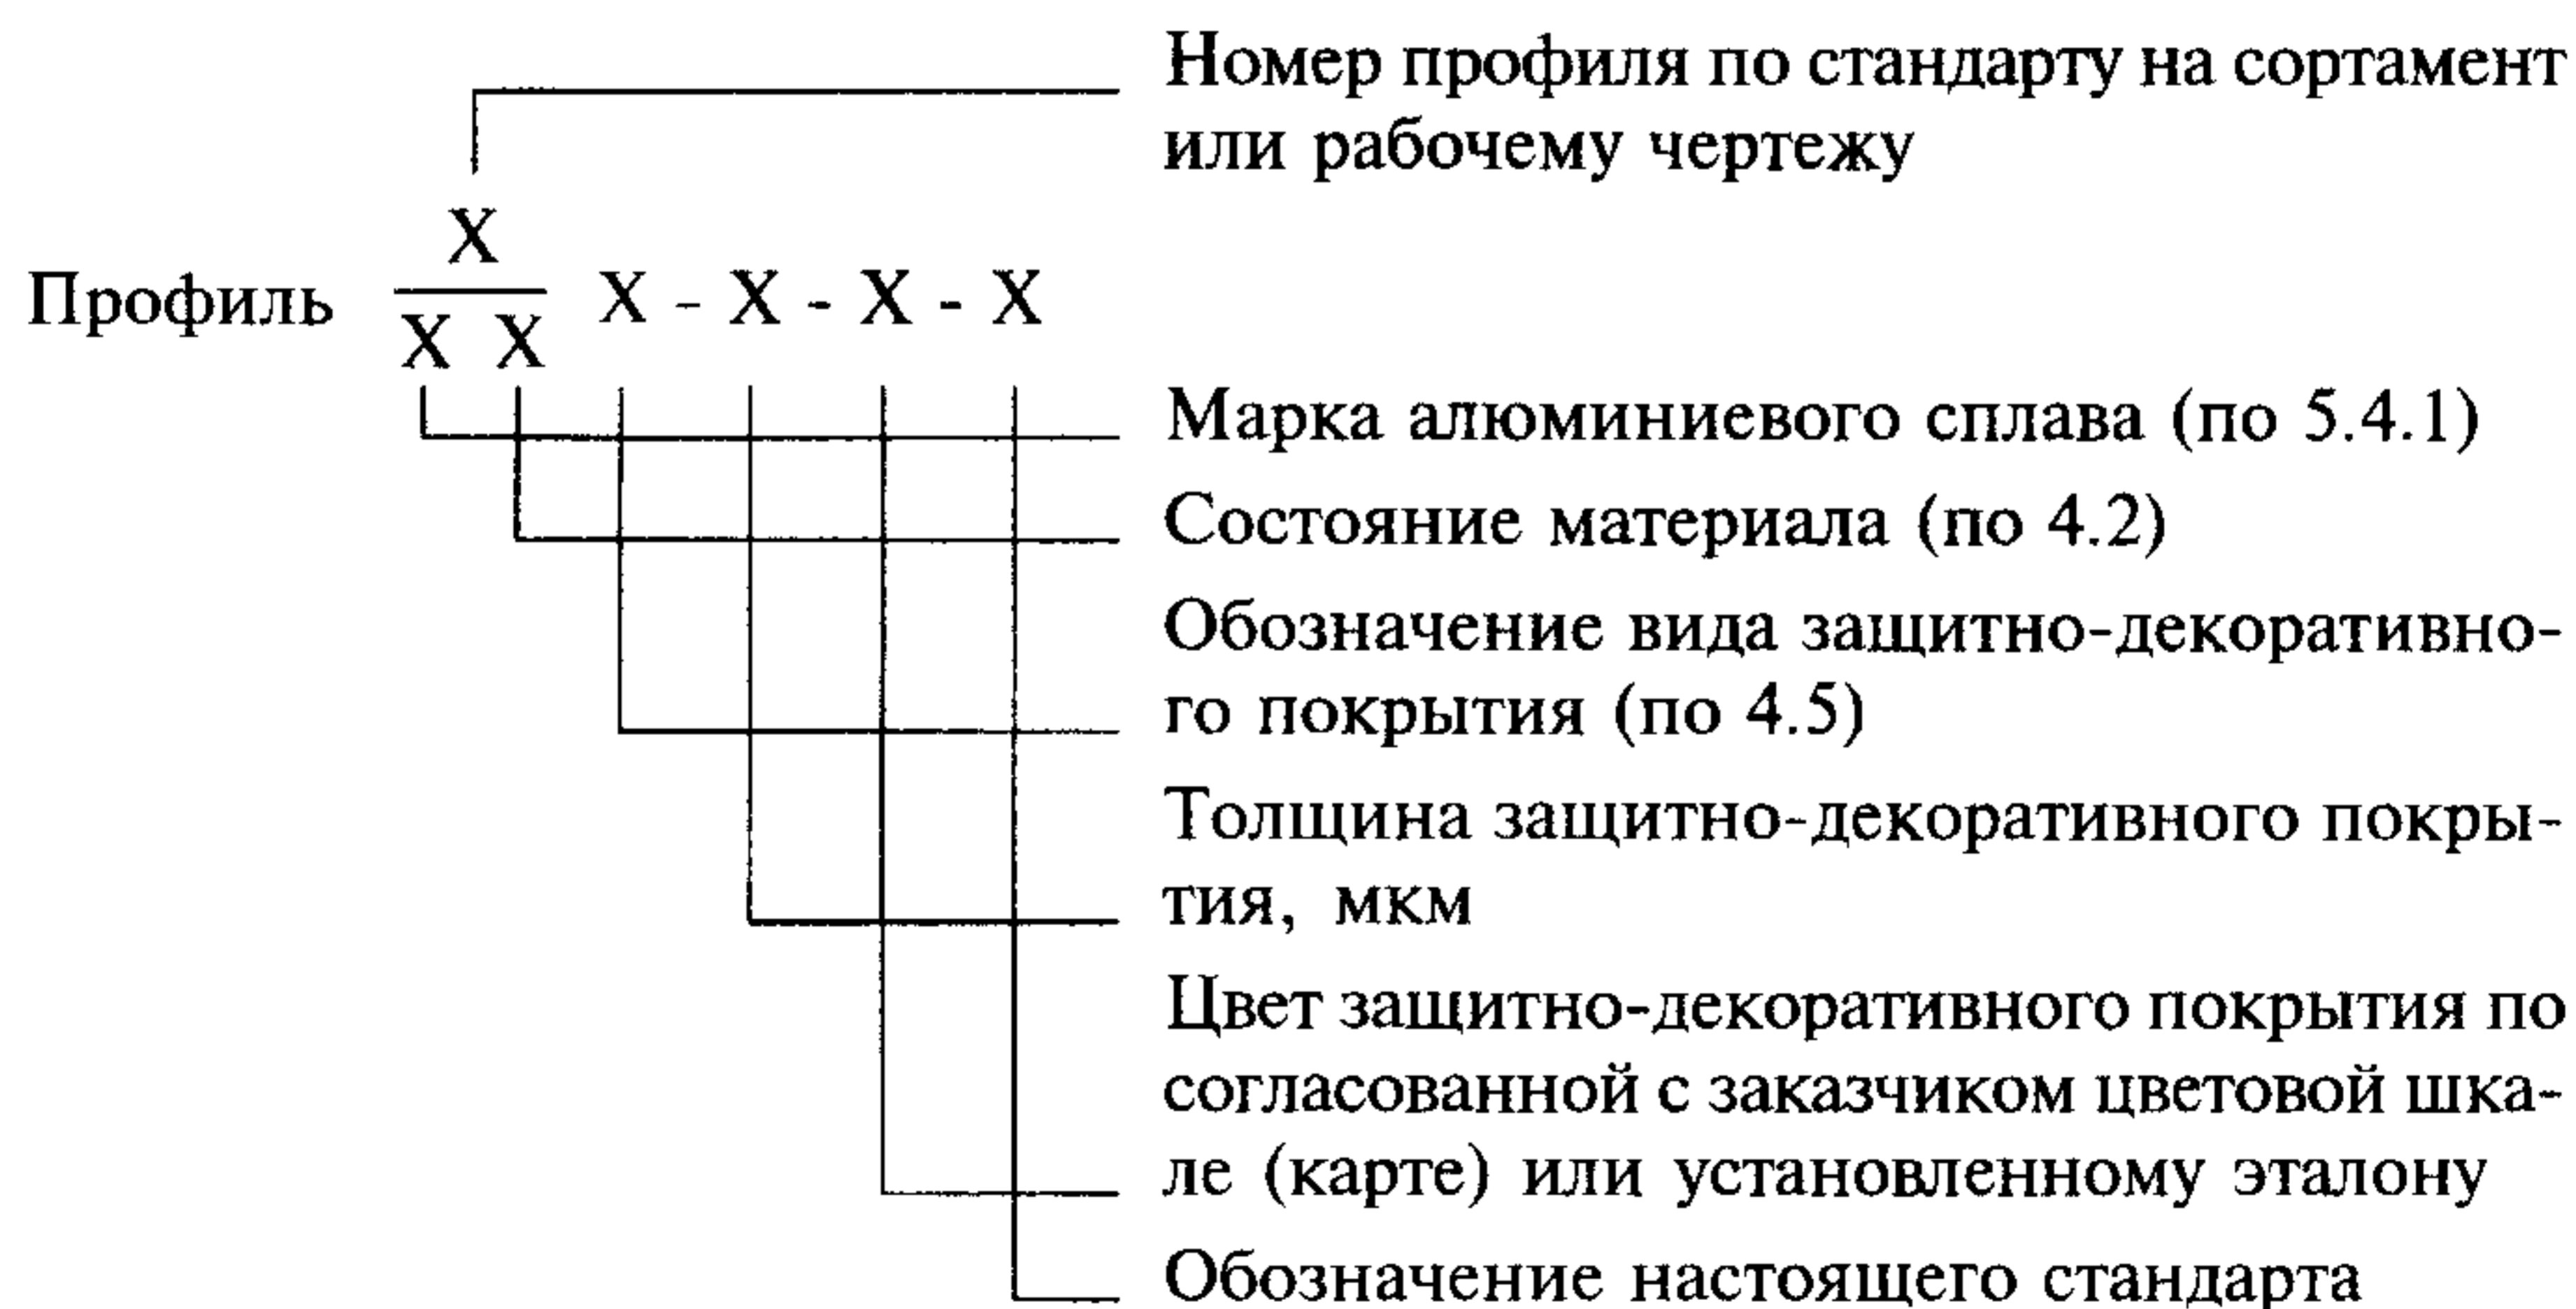 Номер профиля по стандарту на сортамент
или рабочему чертежу
X
Профиль X X X - X - X - X
Марка алюминиевого сплава (по 5.4.1)
Состояние материала (по 4.2)
Обозначение вида защитно-декоративно-
го покрытия (по 4.5)
Толщина защитно-декоративного покры-
тия, мкм
Цвет защитно-декоративного покрытия по
согласованной с заказчиком цветовой шка-
ле (карте) или установленному эталону
Обозначение настоящего стандарта